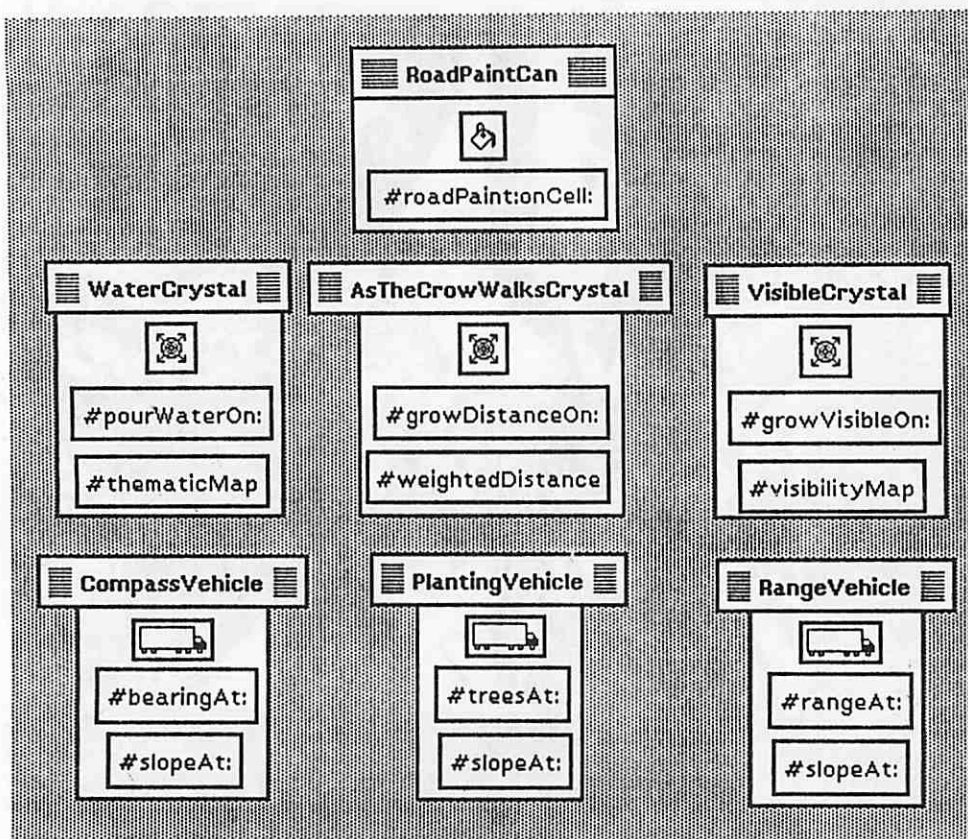 RoadPaintCan
#roadPaint:onCell:
WaterCrystal
#pourWaterOn:
#thematicMap
AsTheCrowWalksCrystal
#growDistanceOn:
#weightedDistance
VisibleCrystal
#growVisibleOn:
#visibilityMap
CompassVehicle
#bearingAt:
#slopeAt:
PlantingVehicle
#treesAt:
#slopeAt:
RangeVehicle
#rangeAt:
#slopeAt: